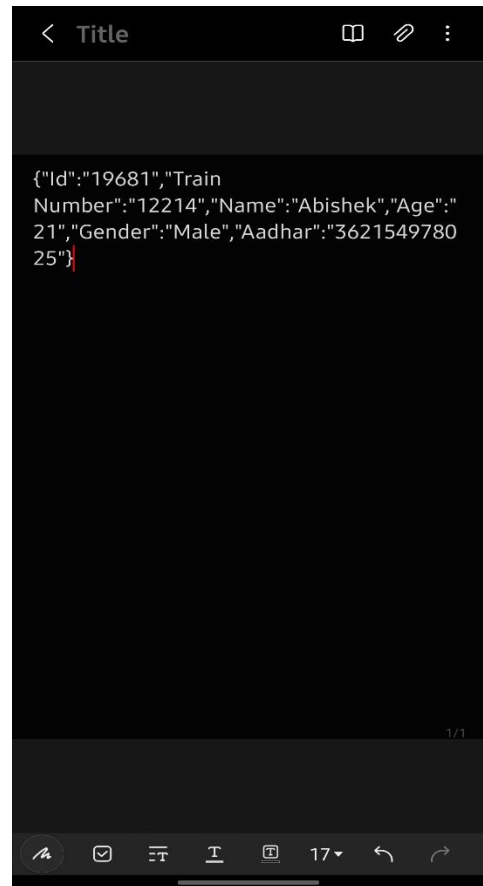 Title
{"Id":"19681","Train
Number":"12214","Name":"Abishek","Age":"
21","Gender":"Male","Aadhar":"3621549780
25"}
1/1
T
T
T
17